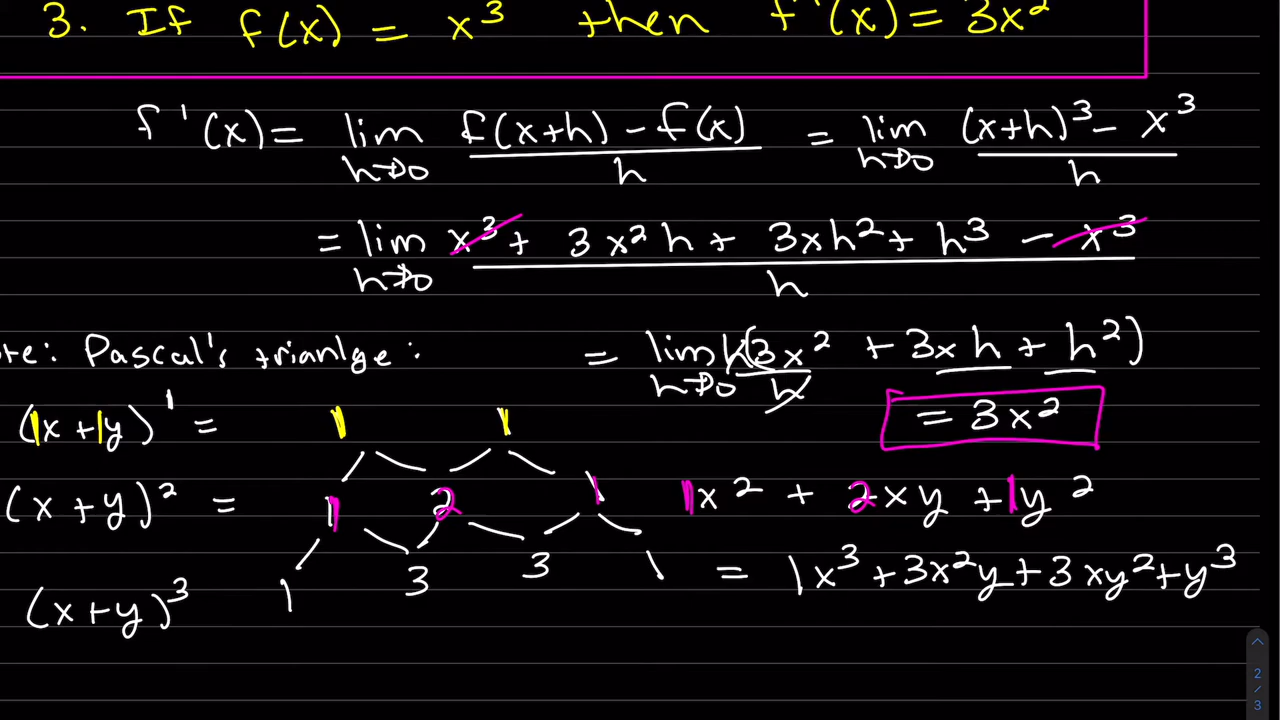 3. If f(x) = x³ then f'(x) = 3x²
f'(x) = lim h→0 f(x+h) - f(x) / h = lim h→0 (x+h)³ - x³ / h
= lim h→0 x³ + 3x²h + 3xh² + h³ - x³ / h
te: Pascal's trianlge:
= lim h→0 h(3x² + 3xh + h²) / h
= 3x²
(1x + 1y)¹ = 1 1
(x + y)² = 1 2 1 1x² + 2xy + 1y²
(x + y)³ 1 3 3 1 = 1x³ + 3x²y + 3xy² + y³
2 / 3